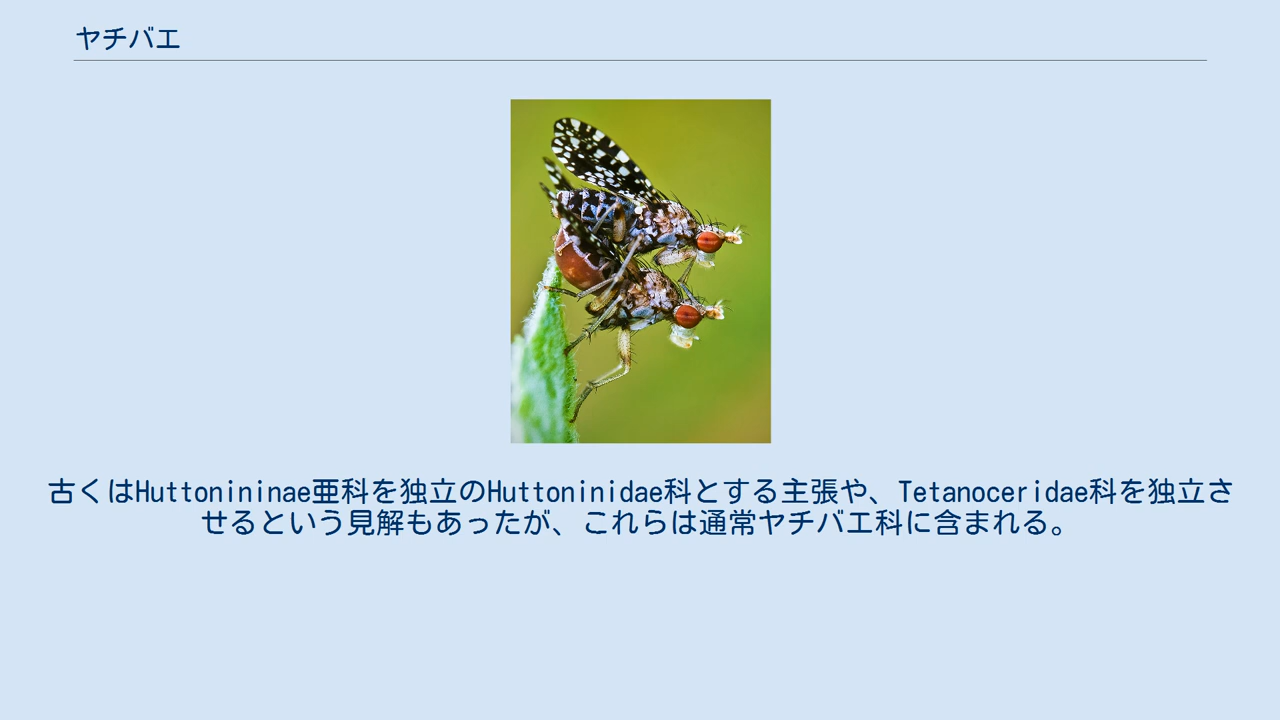 ヤチバエ
古くはHuttonininae亜科を独立のHuttoninidae科とする主張や、Tetanoceridae科を独立さ
せるという見解もあったが、これらは通常ヤチバエ科に含まれる。